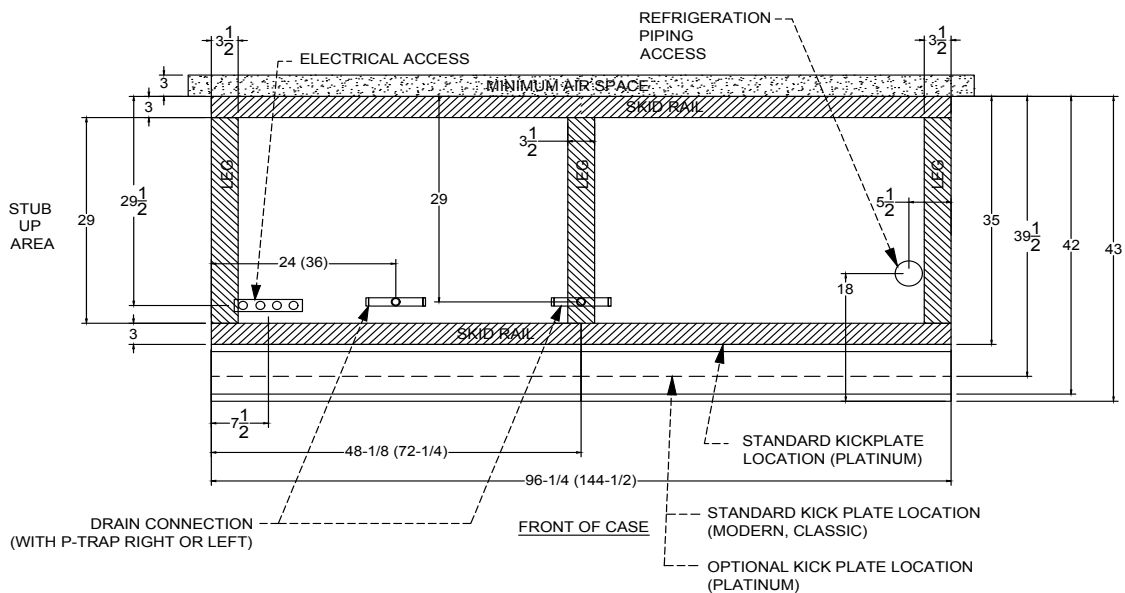 REFRIGERATION
PIPING
ACCESS
3 1/2
ELECTRICAL ACCESS
3 1/2
3
MINIMUM AIR SPACE
3
SKID RAIL
3 1/2
LEG
LEG
LEG
STUB
UP
AREA
29
29 1/2
29
5 1/2
35
39 1/2
42
43
24 (36)
18
3
SKID RAIL
7 1/2
48-1/8 (72-1/4)
STANDARD KICKPLATE
LOCATION (PLATINUM)
96-1/4 (144-1/2)
DRAIN CONNECTION
(WITH P-TRAP RIGHT OR LEFT)
FRONT OF CASE
STANDARD KICK PLATE LOCATION
(MODERN, CLASSIC)
OPTIONAL KICK PLATE LOCATION
(PLATINUM)